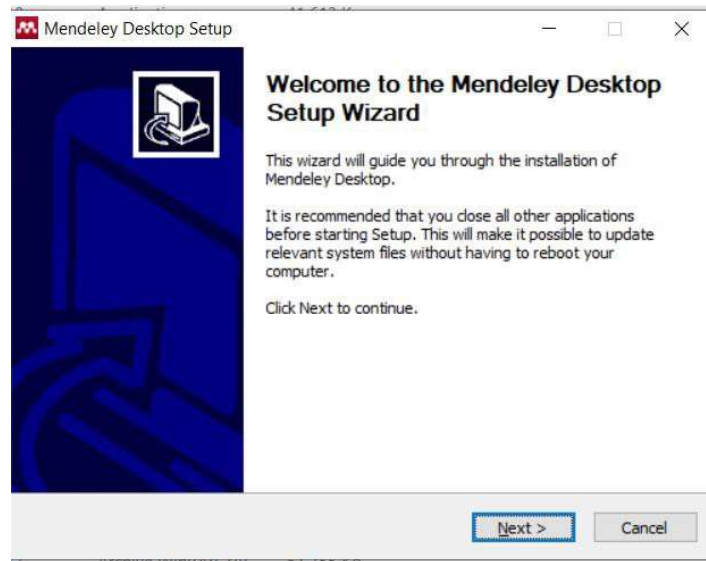 Mendeley Desktop Setup
Welcome to the Mendeley Desktop
Setup Wizard
This wizard will guide you through the installation of
Mendeley Desktop.
It is recommended that you close all other applications
before starting Setup. This will make it possible to update
relevant system files without having to reboot your
computer.
Click Next to continue.
Next >
Cancel